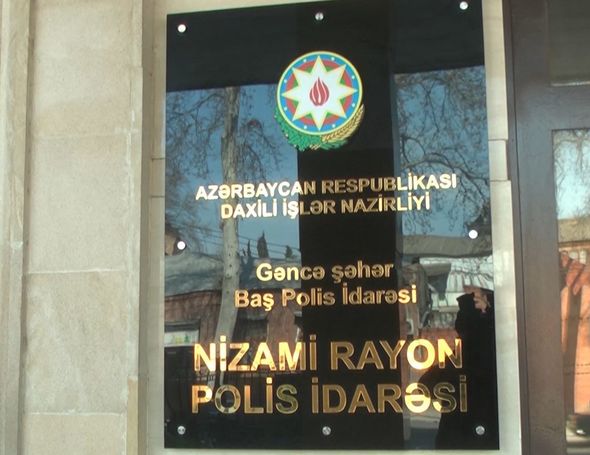 AZƏRBAYCAN RESPUBLİKASI
DAXİLİ İŞLƏR NAZİRLİYİ
Gəncə şəhər
Baş Polis İdarəsi
NİZAMİ RAYON
POLİS İDARƏSİ